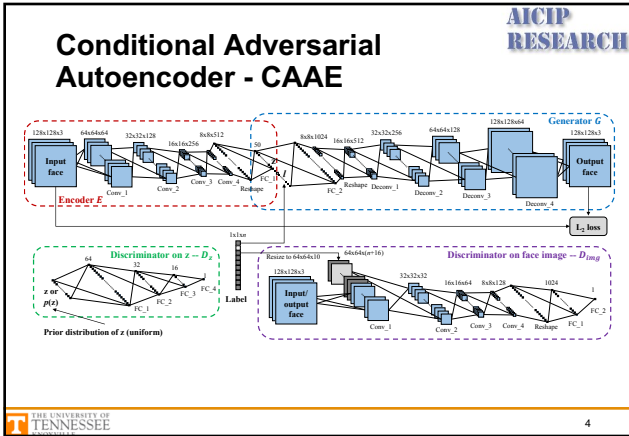 AICIP
RESEARCH
Conditional Adversarial
Autoencoder - CAAE
Generator G
128x128x3
64x64x64
32x32x128
16x16x256
8x8x512
50
8x8x1024
16x16x512
32x32x256
64x64x128
128x128x64
128x128x3
Input
face
Conv_1
Conv_2
Conv_3
Conv_4
Reshape
FC_1
z
l
FC_2
Reshape
Deconv_1
Deconv_2
Deconv_3
Deconv_4
Output
face
Encoder E
L2 loss
Discriminator on z – Dz
64
32
16
1
z or
p(z)
FC_1
FC_2
FC_3
FC_4
Prior distribution of z (uniform)
1x1xn
Label
Resize to 64x64x10
64x64x(n+16)
Discriminator on face image – Dimg
128x128x3
32x32x32
16x16x64
8x8x128
1024
1
Input/
output
face
Conv_1
Conv_2
Conv_3
Conv_4
Reshape
FC_1
FC_2
THE UNIVERSITY OF
TENNESSEE
KNOXVILLE
4